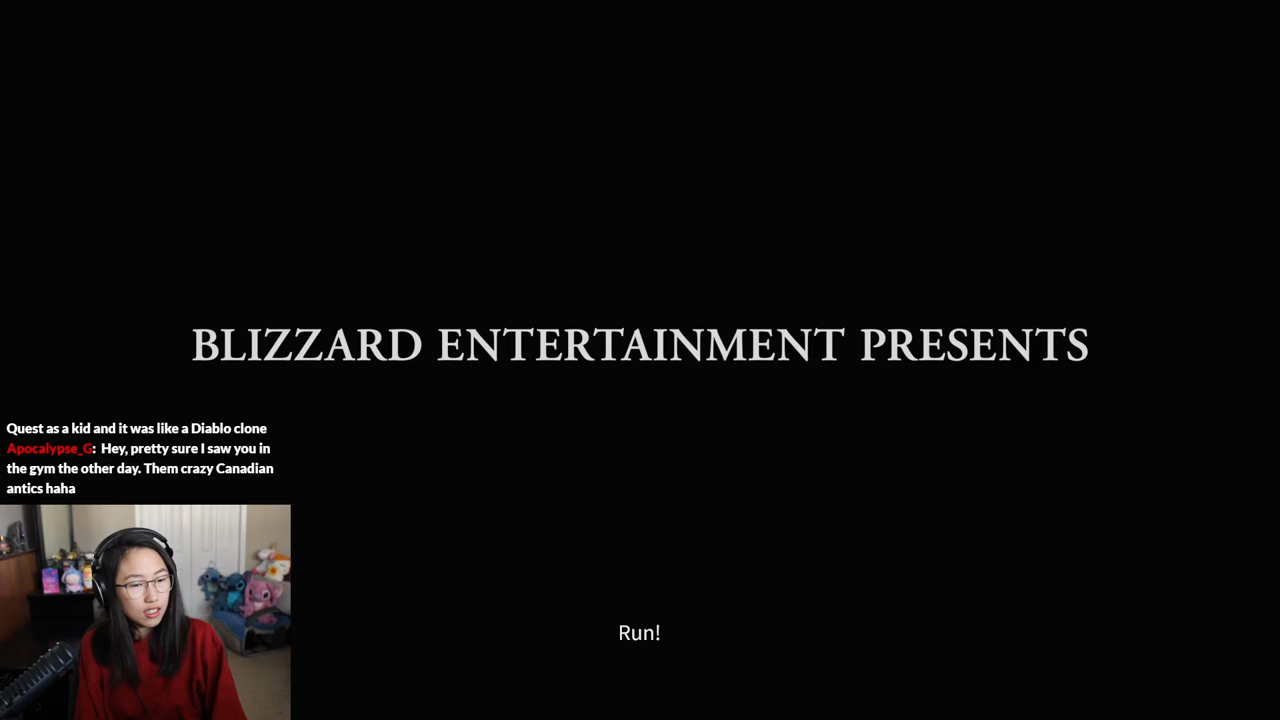 BLIZZARD ENTERTAINMENT PRESENTS
Quest as a kid and it was like a Diablo clone
Apocalypse_G: Hey, pretty sure I saw you in
the gym the other day. Them crazy Canadian
antics haha
Run!